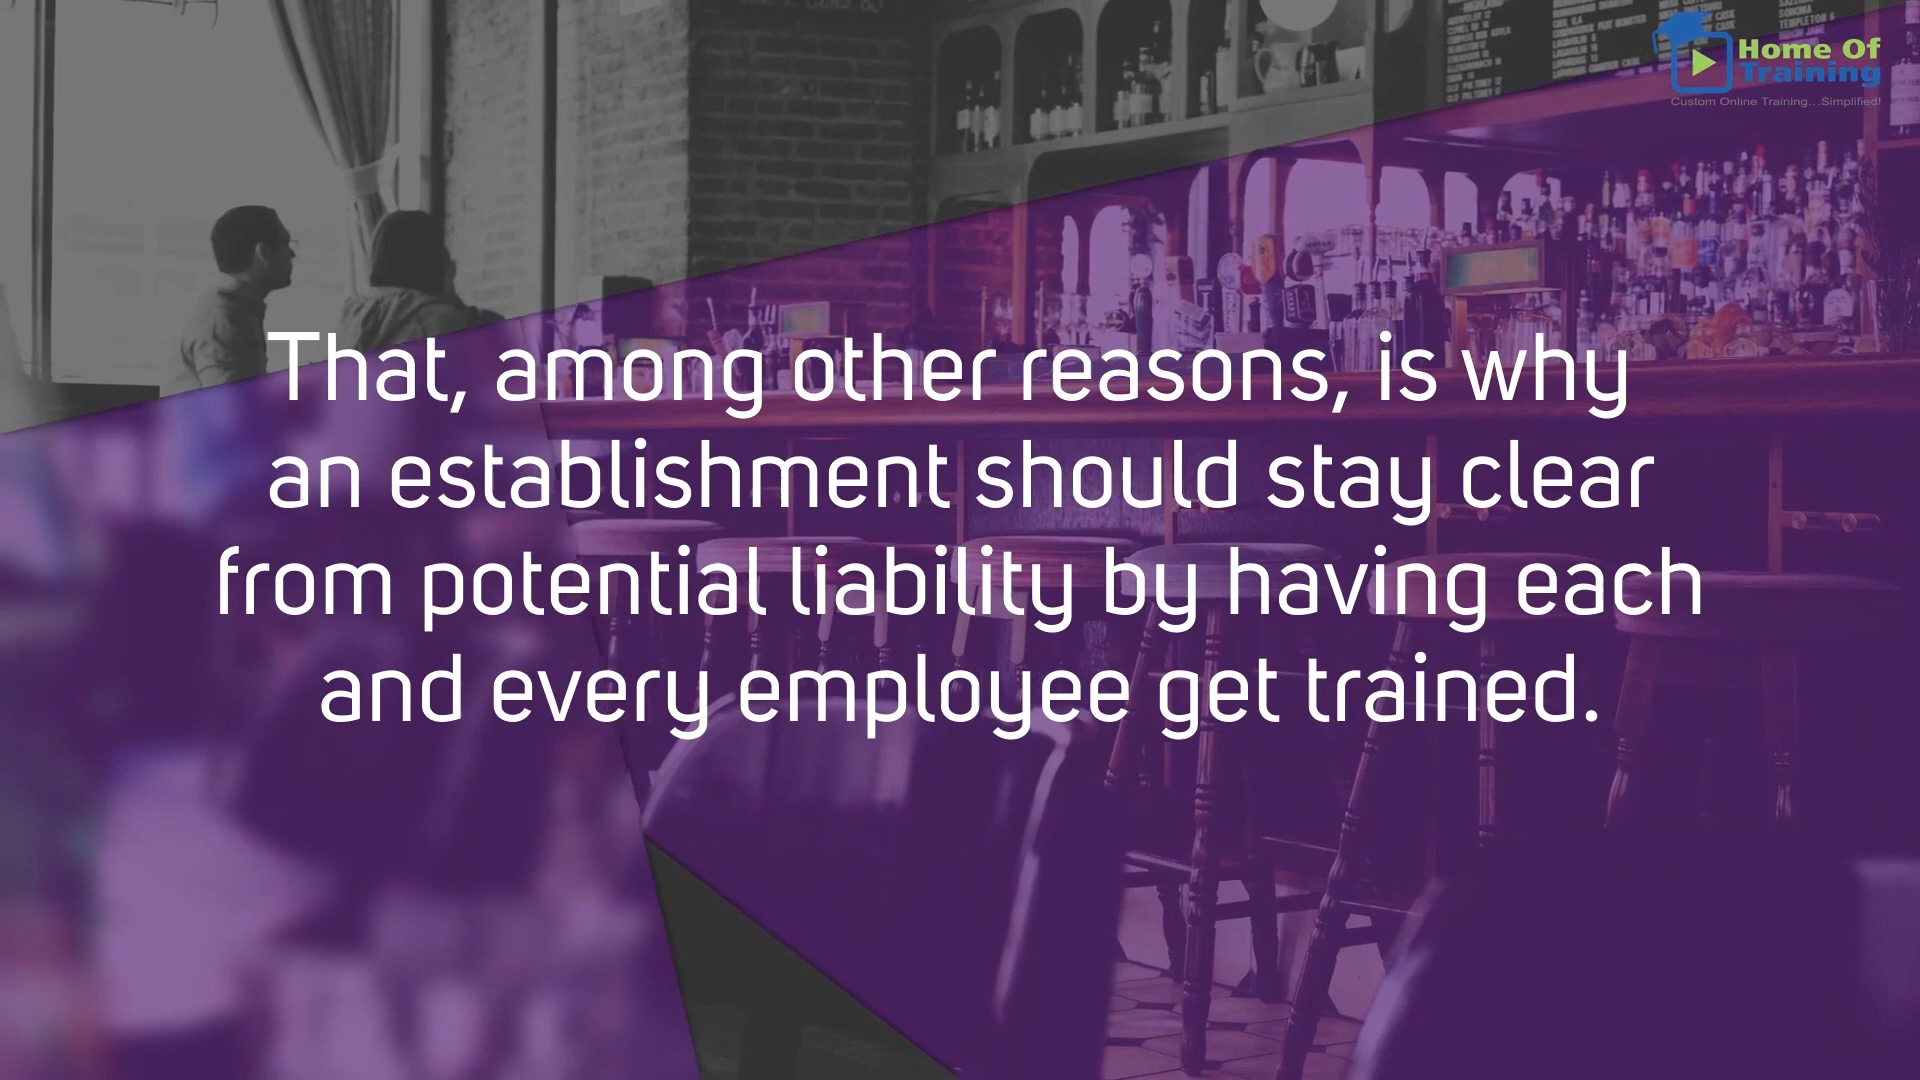 Home Of
Training
Custom Online Training...Simplified!
That, among other reasons, is why
an establishment should stay clear
from potential liability by having each
and every employee get trained.